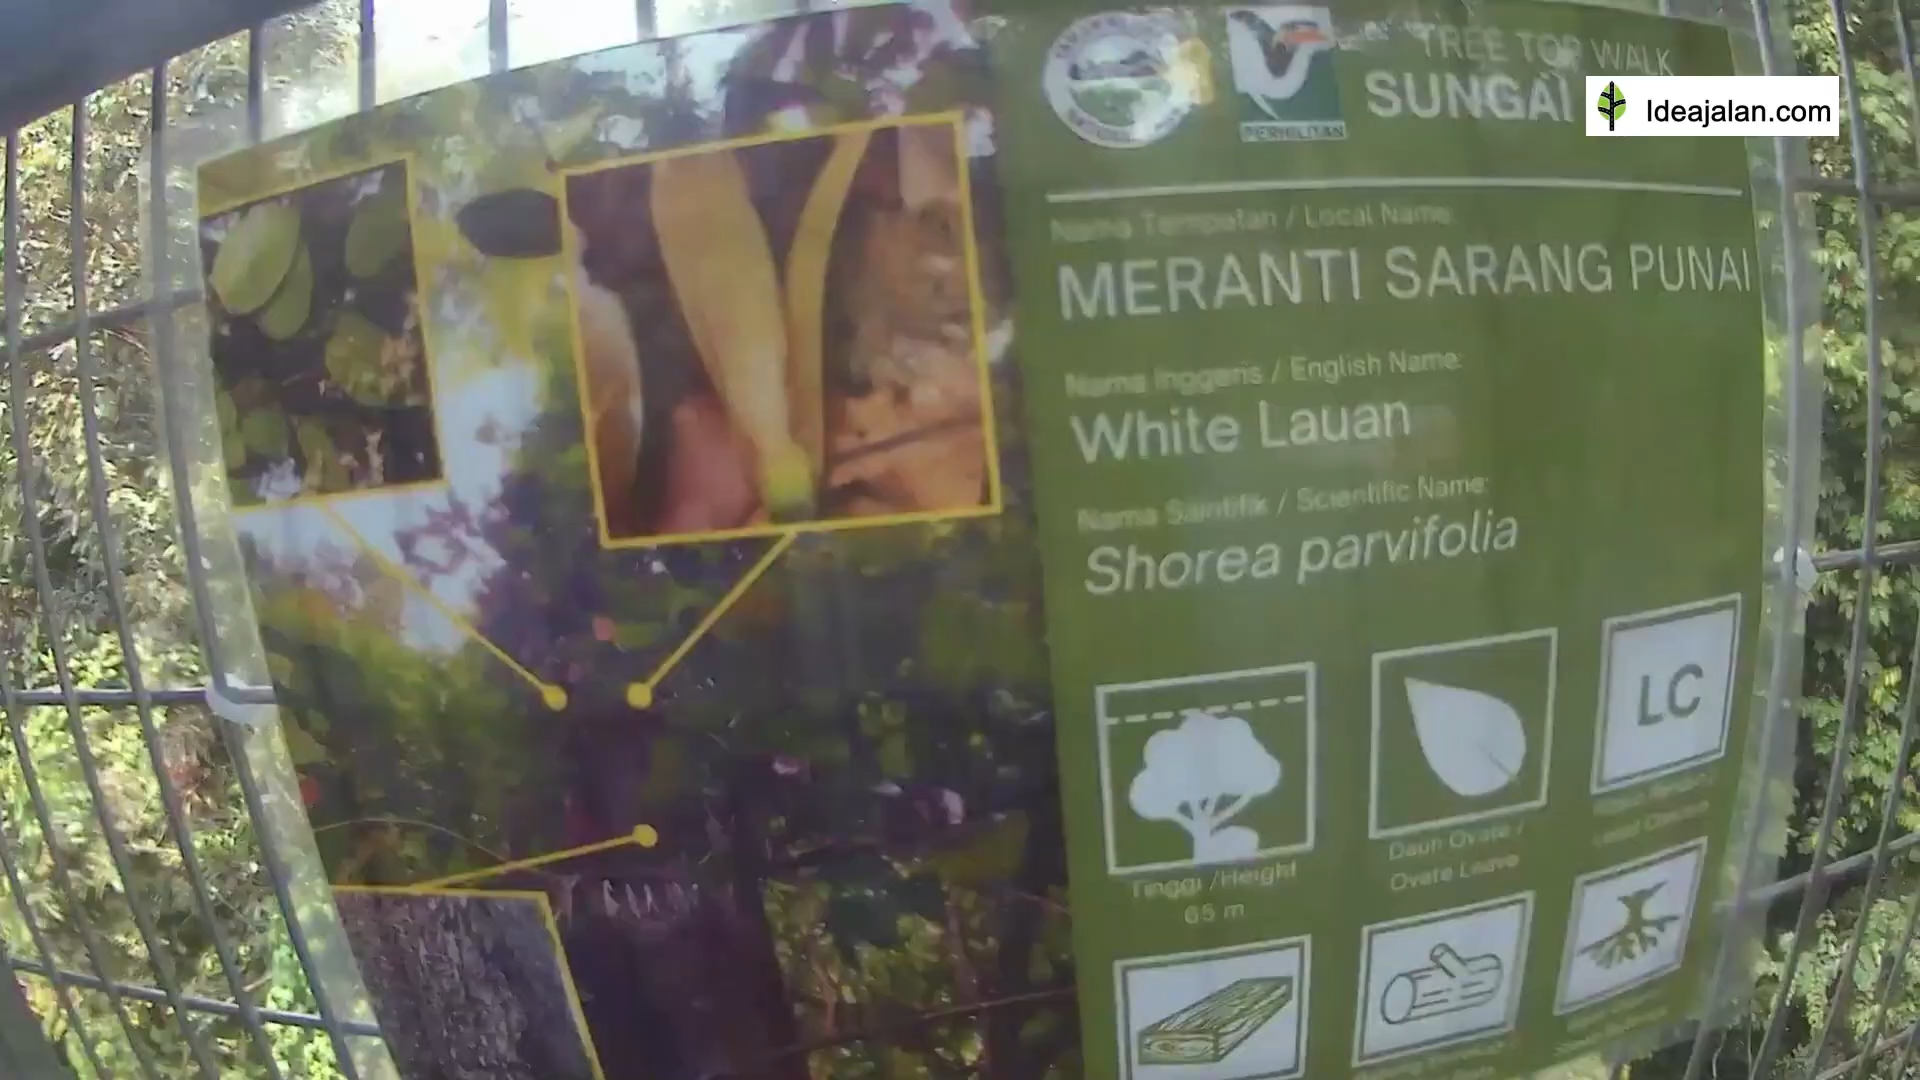 TREE TOP WALK
SUNGAI
Ideajalan.com
PERHILITAN
Nama Tempatan / Local Name:
MERANTI SARANG PUNAI
Nama Inggeris / English Name:
White Lauan
Nama Saintifik / Scientific Name:
Shorea parvifolia
LC
Daun Ovate /
Ovate Leave
Tinggi /Height
65 m